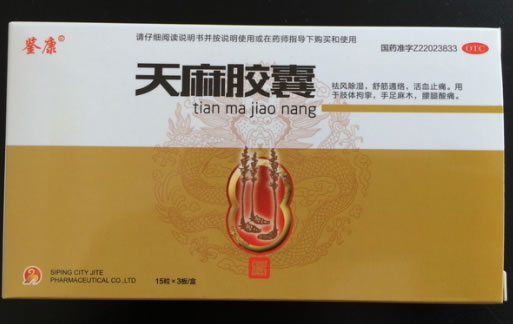 鉴康
请仔细阅读说明书并按说明使用或在药师指导下购买和使用
国药准字Z22023833
OTC
天麻胶囊
tian ma jiao nang
祛风除湿，舒筋通络，活血止痛。用
于肢体拘挛，手足麻木，腰腿酸痛。
SIPING CITY JITE
PHARMACEUTICAL CO.,LTD
15粒×3板/盒